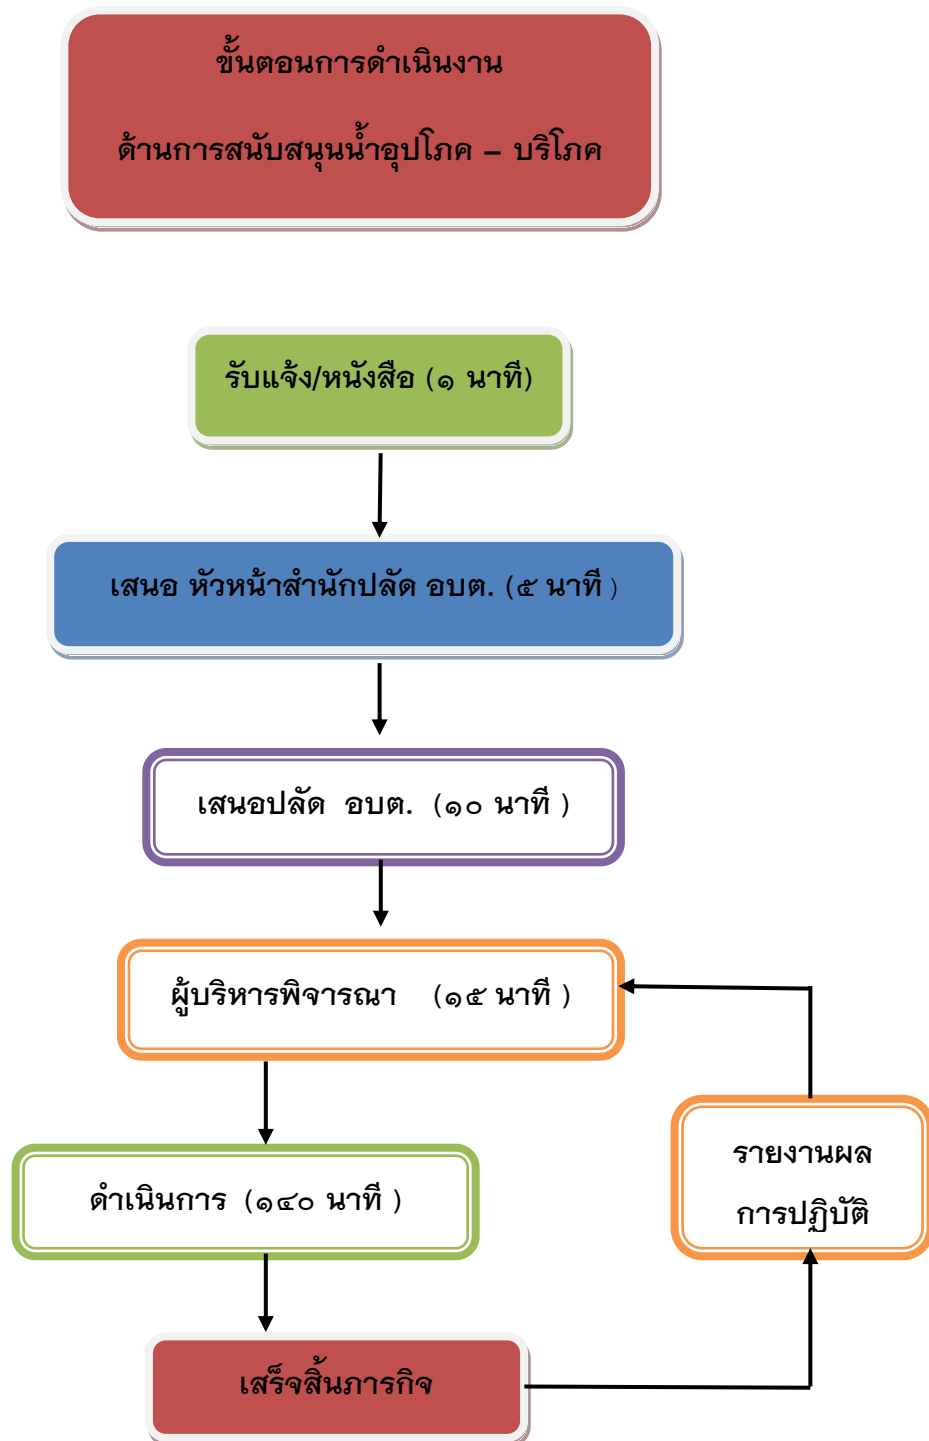 ขั้นตอนการดำเนินงาน
ด้านการสนับสนุนน้ำอุปโภค – บริโภค
รับแจ้ง/หนังสือ (๑ นาที)
เสนอ หัวหน้าสำนักปลัด อบต. (๕ นาที )
เสนอปลัด อบต. (๑๐ นาที )
ผู้บริหารพิจารณา (๑๕ นาที )
ดำเนินการ (๑๔๐ นาที )
รายงานผล
การปฏิบัติ
เสร็จสิ้นภารกิจ